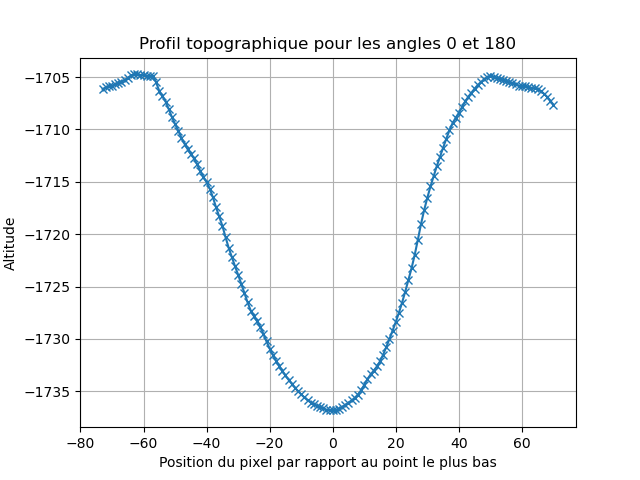 Profil topographique pour les angles 0 et 180
Altitude
−1705
−1710
−1715
−1720
−1725
−1730
−1735
−80 −60 −40 −20 0 20 40 60
Position du pixel par rapport au point le plus bas